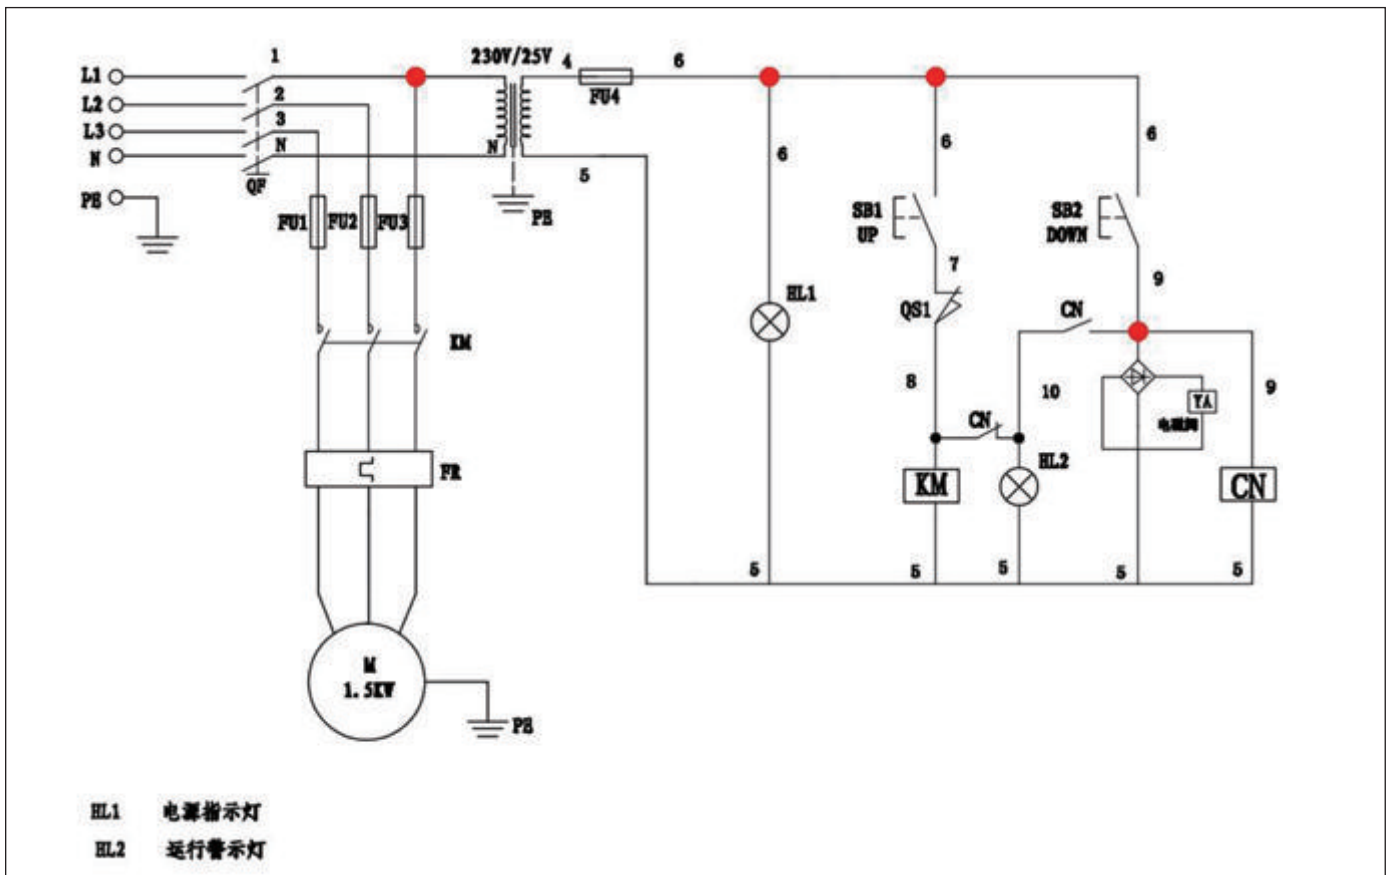 1
230V/25V
L1
4
6
L2
2
FU4
L3
3
N
N
N
QF
5
6
6
6
PE
PE
FU1
FU2
FU3
SB1
UP
SB2
DOWN
7
9
HL1
QS1
CN
KM
8
10
9
YA
电磁阀
CN
FR
KM
HL2
CN
5
5
5
5
5
M
1.5KW
PE
HL1 电源指示灯
HL2 运行警示灯